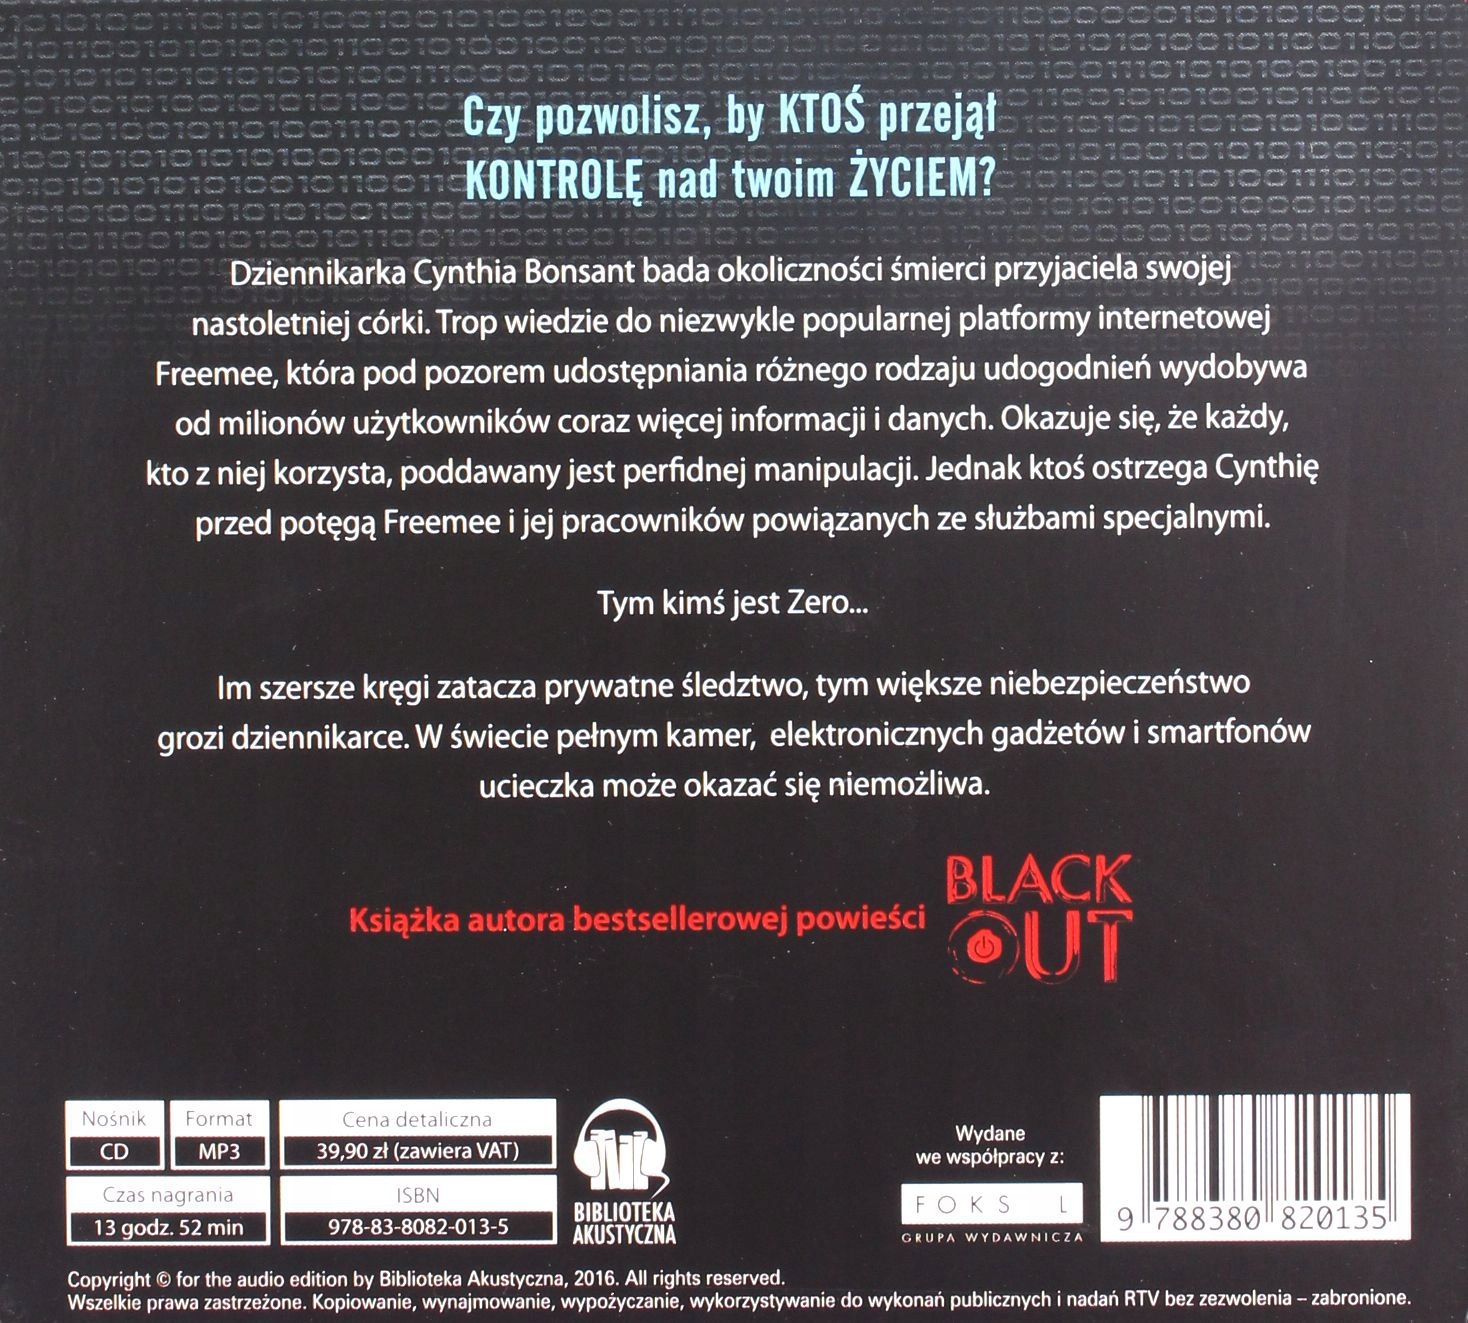 Czy pozwolisz, by KTOŚ przejął
KONTROLĘ nad twoim ŻYCIEM?
Dziennikarka Cynthia Bonsant bada okoliczności śmierci przyjaciela swojej
nastoletniej córki. Trop wiedzie do niezwykle popularnej platformy internetowej
Freemee, która pod pozorem udostępniania różnego rodzaju udogodnień wydobywa
od milionów użytkowników coraz więcej informacji i danych. Okazuje się, że każdy,
kto z niej korzysta, poddawany jest perfidnej manipulacji. Jednak ktoś ostrzega Cynthię
przed potęgą Freemee i jej pracowników powiązanych ze służbami specjalnymi.
Tym kimś jest Zero...
Im szersze kręgi zatacza prywatne śledztwo, tym większe niebezpieczeństwo
grozi dziennikarce. W świecie pełnym kamer, elektronicznych gadżetów i smartfonów
ucieczka może okazać się niemożliwa.
Książka autora bestsellerowej powieści
BLACK
OUT
Nośnik
CD
Format
MP3
Cena detaliczna
39,90 zł (zawiera VAT)
Czas nagrania
13 godz. 52 min
ISBN
978-83-8082-013-5
BIBLIOTEKA
AKUSTYCZNA
Wydane
we współpracy z:
FOKS L
GRUPA WYDAWNICZA
9 788380 820135
Copyright © for the audio edition by Biblioteka Akustyczna, 2016. All rights reserved.
Wszelkie prawa zastrzeżone. Kopiowanie, wynajmowanie, wypożyczanie, wykorzystywanie do wykonań publicznych i nadań RTV bez zezwolenia – zabronione.